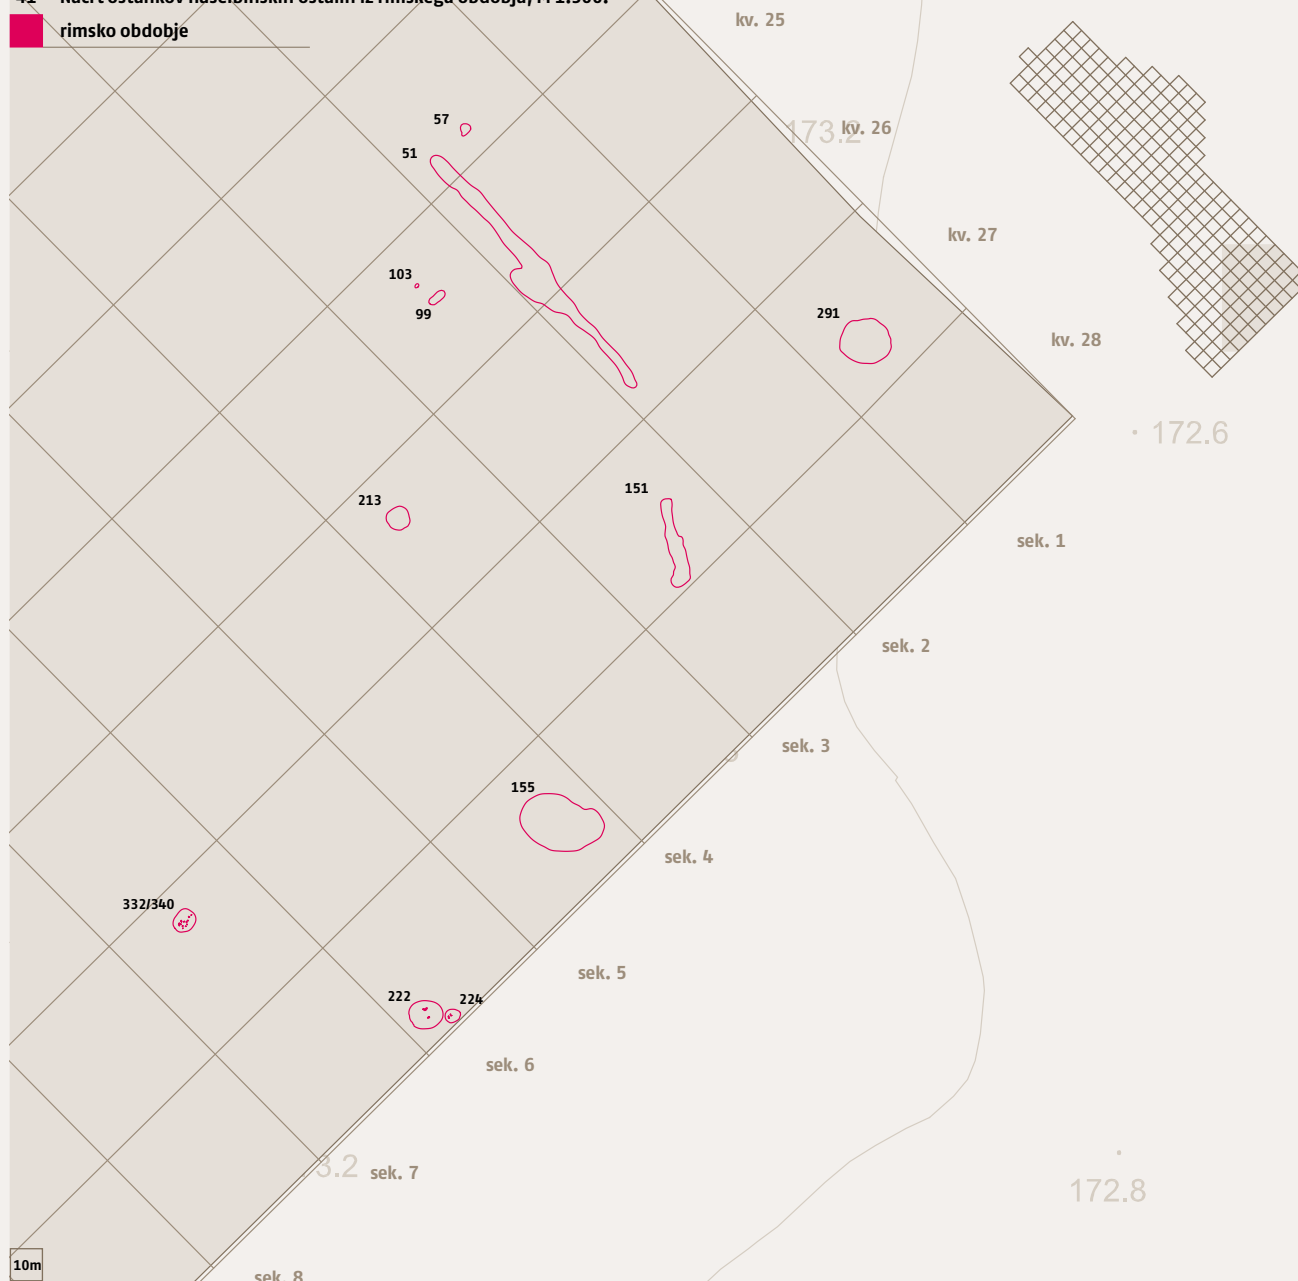 rimsko obdobje
kv. 25
173.2
kv. 26
57
51
kv. 27
103
99
291
kv. 28
172.6
151
213
sek. 1
sek. 2
sek. 3
155
sek. 4
332/340
sek. 5
222
224
sek. 6
3.2
sek. 7
172.8
10m
sek. 8